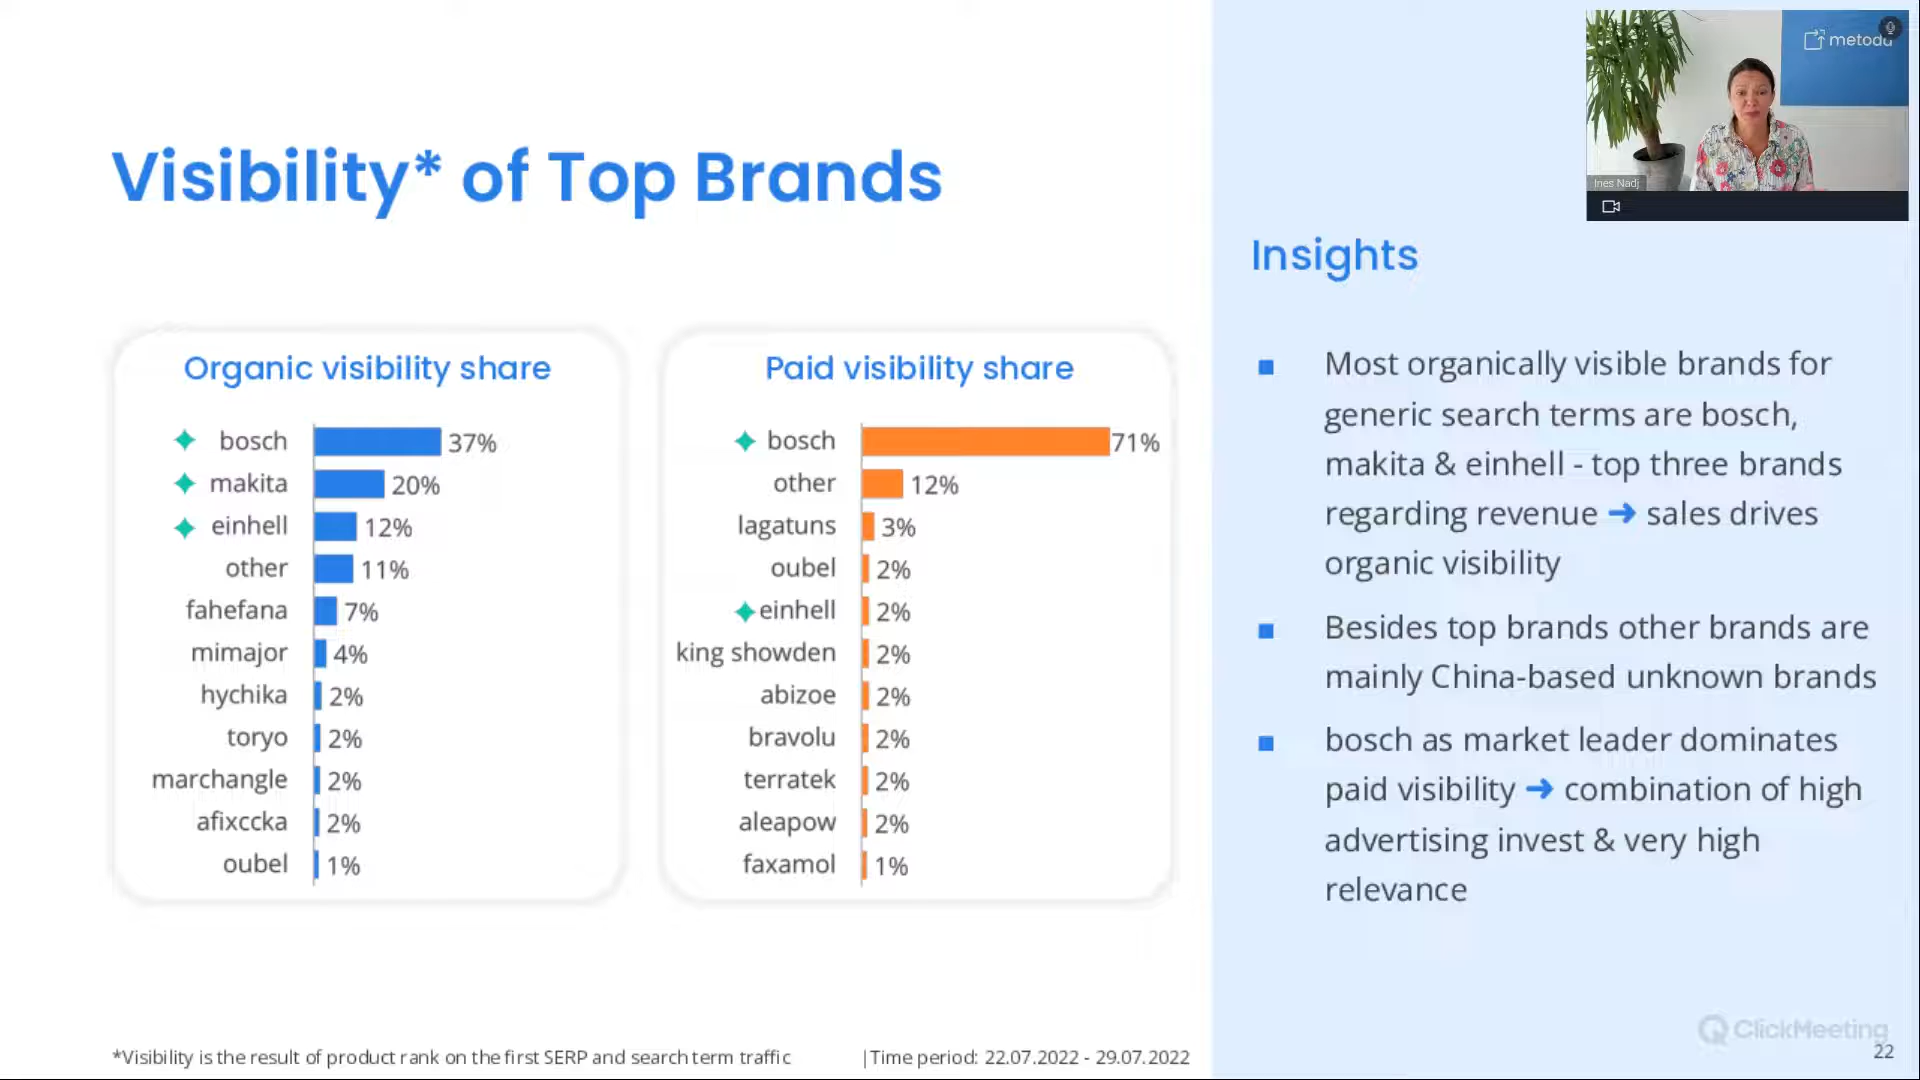 metoda
Ines Nadj
Visibility* of Top Brands
Organic visibility share
bosch 37%
makita 20%
einhell 12%
other 11%
fahefana 7%
mimajor 4%
hychika 2%
toryo 2%
marchangle 2%
afixccka 2%
oubel 1%
Paid visibility share
bosch 71%
other 12%
lagatuns 3%
oubel 2%
einhell 2%
king showden 2%
abizoe 2%
bravolu 2%
terratek 2%
aleapow 2%
faxamol 1%
Insights
Most organically visible brands for
generic search terms are bosch,
makita & einhell - top three brands
regarding revenue ➜ sales drives
organic visibility
Besides top brands other brands are
mainly China-based unknown brands
bosch as market leader dominates
paid visibility ➜ combination of high
advertising invest & very high
relevance
*Visibility is the result of product rank on the first SERP and search term traffic |Time period: 22.07.2022 - 29.07.2022
ClickMeeting
22